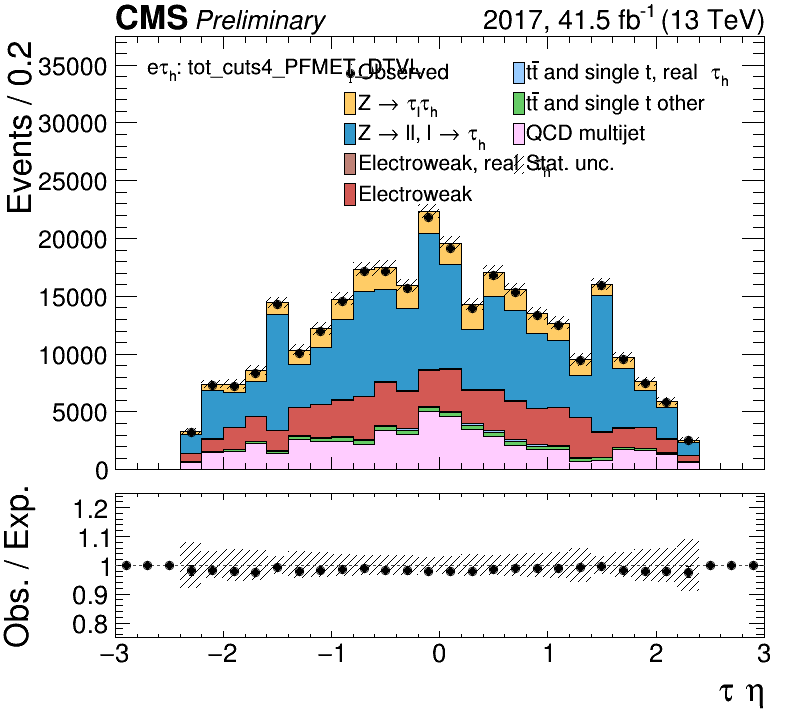 CMS Preliminary 2017, 41.5 fb⁻¹ (13 TeV)
Events / 0.2
35000
30000
25000
20000
15000
10000
5000
0
eτₕ: tot_cuts4_PFMET_DTVL
Observed
Z → τₗτₕ
Z → ll, l → τₕ
Electroweak, real τₕ
Electroweak
tt̄ and single t, real τₕ
tt̄ and single t other
QCD multijet
Stat. unc.
Obs. / Exp.
1.2
1.1
1
0.9
0.8
−3 −2 −1 0 1 2 3
τ η